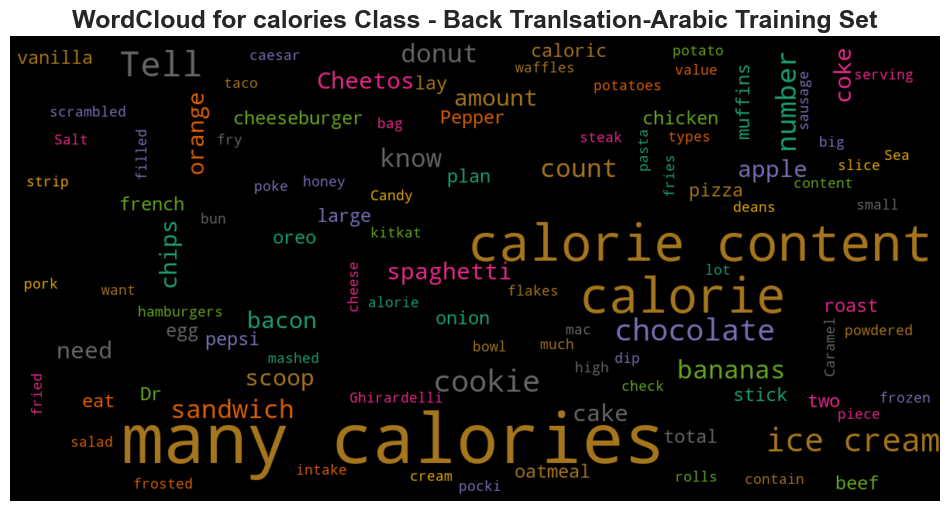 WordCloud for calories Class - Back Tranlsation-Arabic Training Set
vanilla
Tell
caesar
donut
caloric
potato
waffles
value
serving
taco
Cheetos
lay
potatoes
muffins
number
sausage
coke
scrambled
orange
cheeseburger
bag
amount
Pepper
chicken
Salt
filled
fry
know
steak
pasta
types
big
strip
poke
honey
plan
count
fries
apple
slice
Sea
Candy
pizza
content
french
bun
large
deans
small
chips
oreo
kitkat
calorie content
pork
want
cheese
spaghetti
flakes
lot
calorie
hamburgers
alorie
roast
egg
bacon
onion
mac
chocolate
Caramel
powdered
need
pepsi
mashed
bowl
much
dip
high
fried
scoop
cookie
check
bananas
eat
Dr
Ghirardelli
stick
two
frozen
sandwich
cake
piece
salad
many calories
total
ice cream
frosted
intake
cream
oatmeal
pocki
rolls
contain
beef